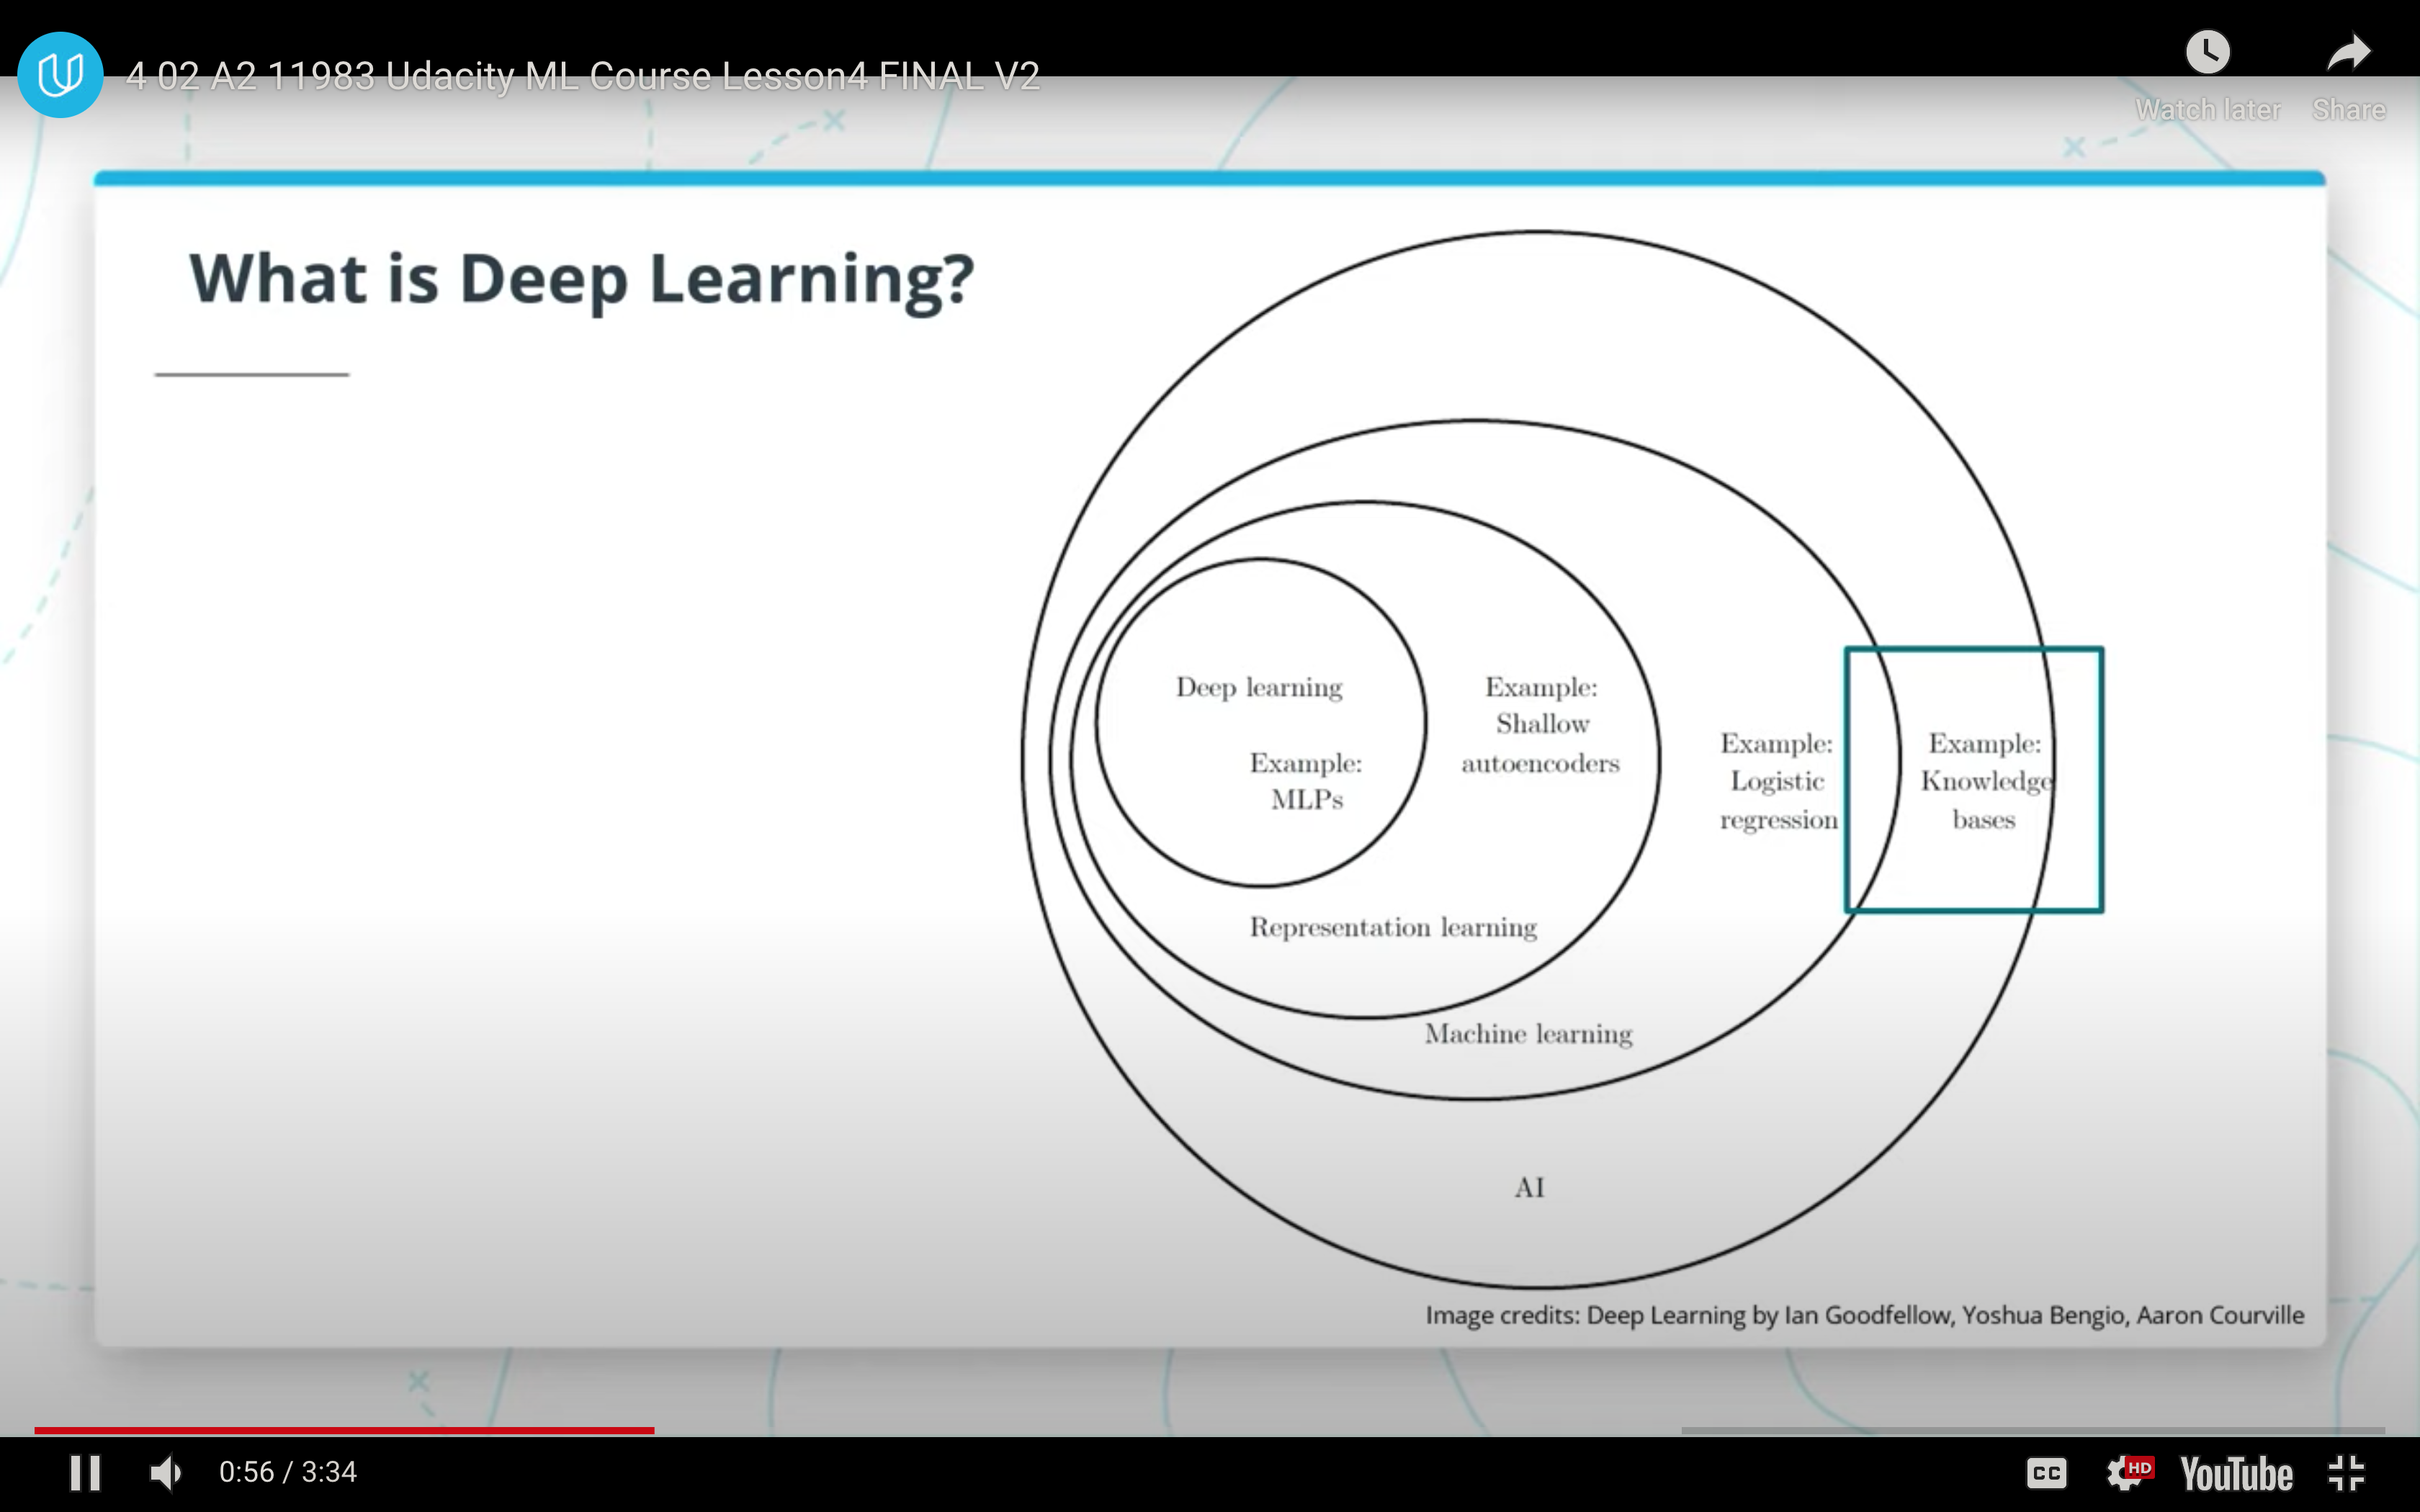 4 02 A2 11983 Udacity ML Course Lesson4 FINAL V2
Watch later
Share
What is Deep Learning?
Deep learning
Example:
MLPs
Example:
Shallow
autoencoders
Example:
Logistic
regression
Example:
Knowledge
bases
Representation learning
Machine learning
AI
Image credits: Deep Learning by Ian Goodfellow, Yoshua Bengio, Aaron Courville
0:56 / 3:34
CC
HD
YouTube